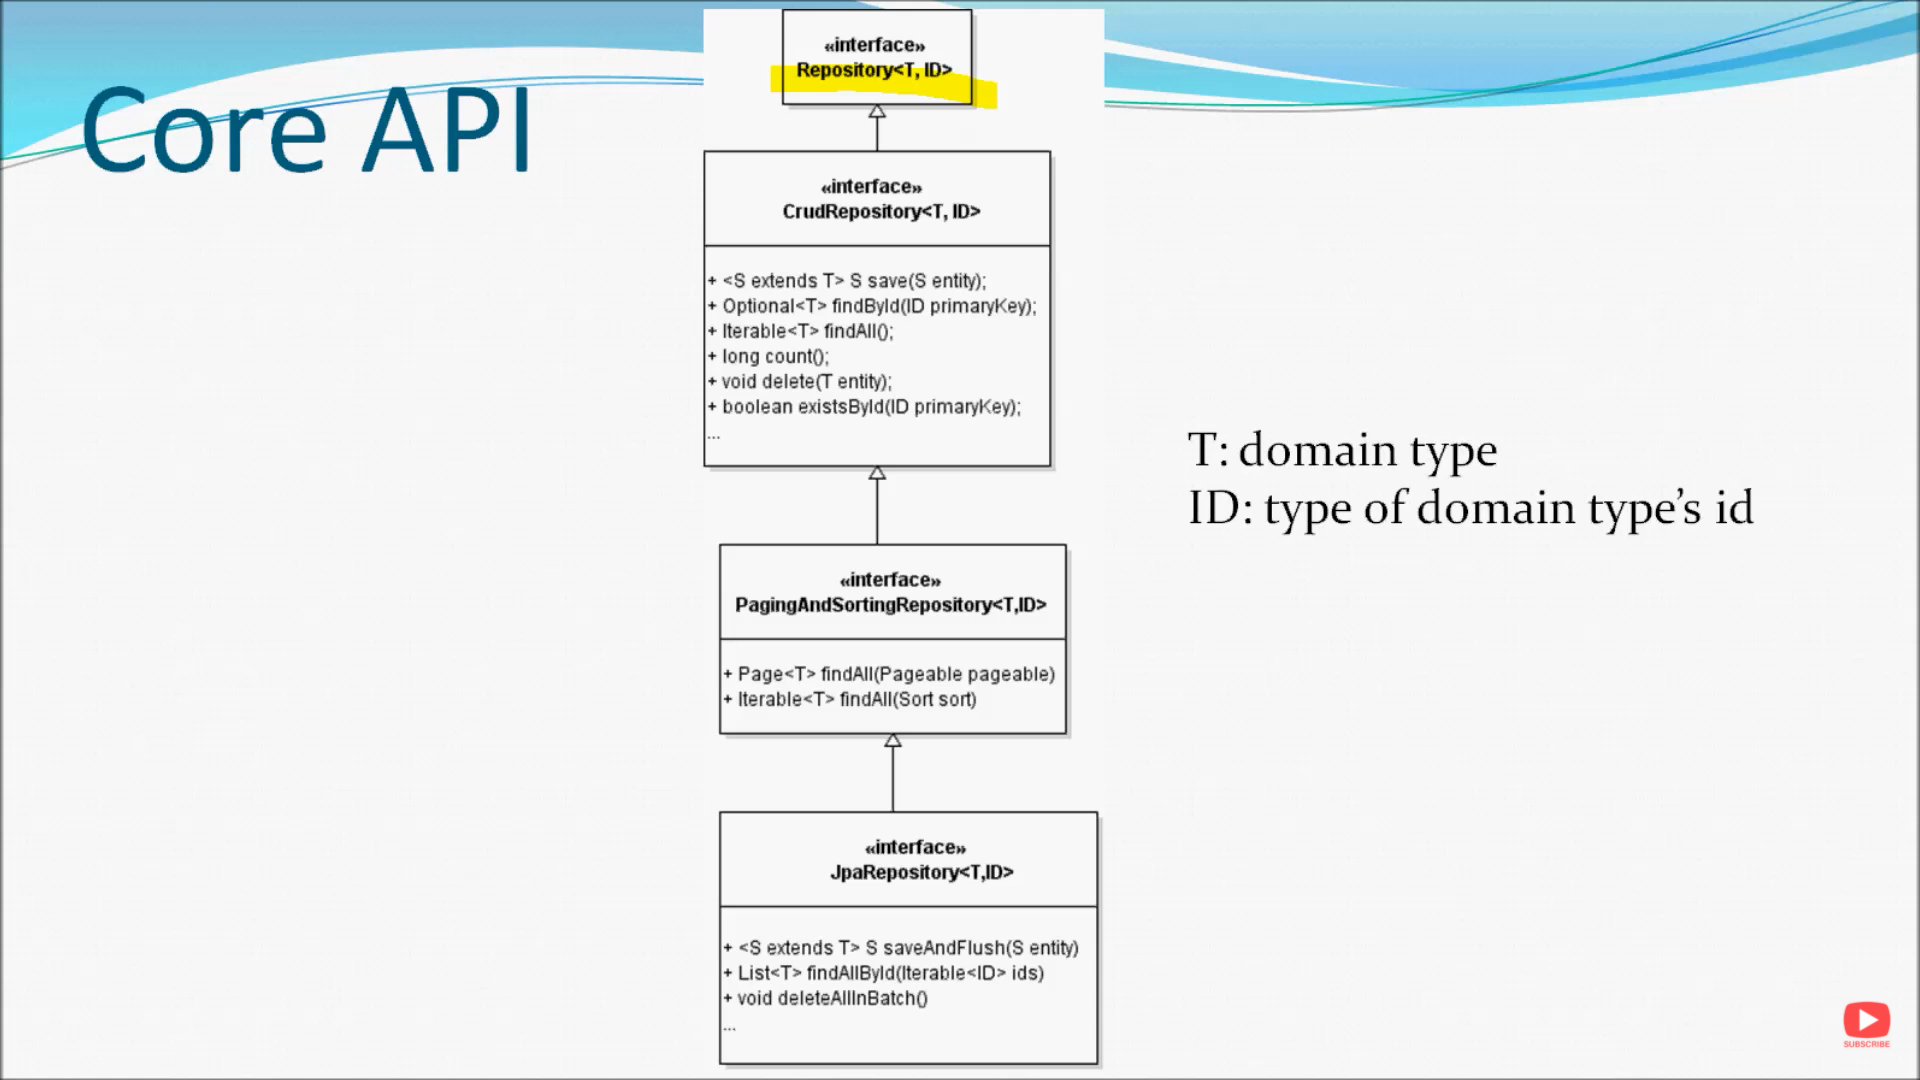 Core API
«interface»
Repository<T, ID>
«interface»
CrudRepository<T, ID>
+ <S extends T> S save(S entity);
+ Optional<T> findById(ID primaryKey);
+ Iterable<T> findAll();
+ long count();
+ void delete(T entity);
+ boolean existsById(ID primaryKey);
...
«interface»
PagingAndSortingRepository<T,ID>
+ Page<T> findAll(Pageable pageable)
+ Iterable<T> findAll(Sort sort)
«interface»
JpaRepository<T,ID>
+ <S extends T> S saveAndFlush(S entity)
+ List<T> findAllById(Iterable<ID> ids)
+ void deleteAllInBatch()
...
T: domain type
ID: type of domain type’s id
SUBSCRIBE